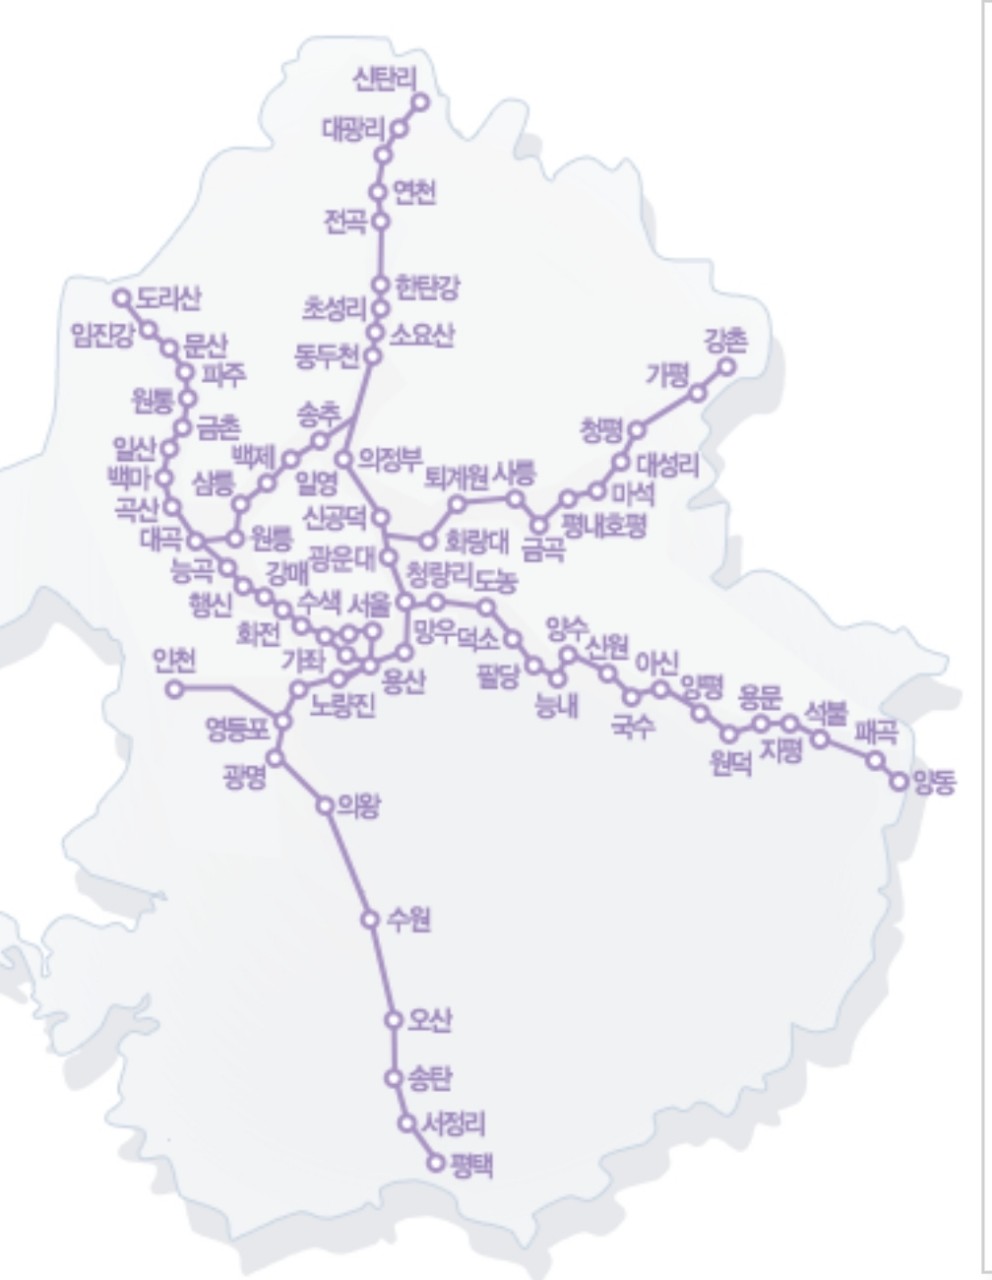 신탄리
대광리
연천
전곡
한탄강
초성리
소요산
동두천
도리산
임진강
문산
파주
원통
금촌
일산
백마
곡산
대곡
송추
백제
일영
삼릉
원릉
의정부
신공덕
퇴계원
사릉
화랑대
금곡
평내호평
마석
대성리
청평
가평
강촌
광운대
능곡
강매
행신
수색
서울
화전
가좌
청량리
도농
망우
덕소
팔당
능내
양수
신원
국수
아신
양평
원덕
용문
지평
석불
패곡
양동
인천
용산
노량진
영등포
광명
의왕
수원
오산
송탄
서정리
평택